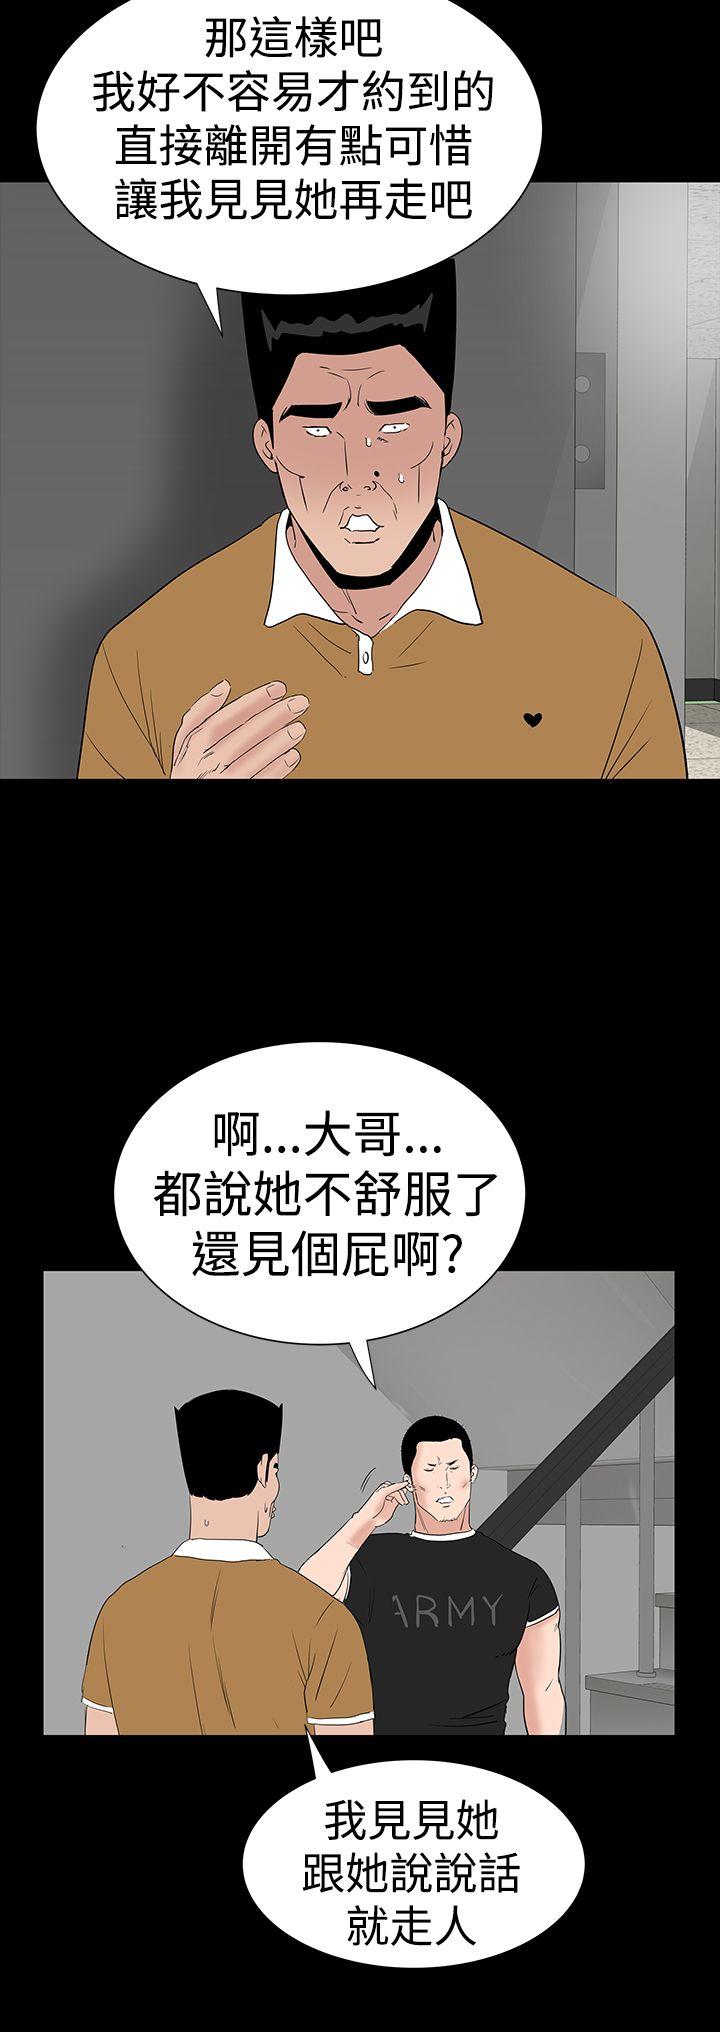 那這樣吧
我好不容易才約到的
直接離開有點可惜
讓我見見她再走吧
啊...大哥...
都說她不舒服了
還見個屁啊?
ARMY
我見見她
跟她說說話
就走人